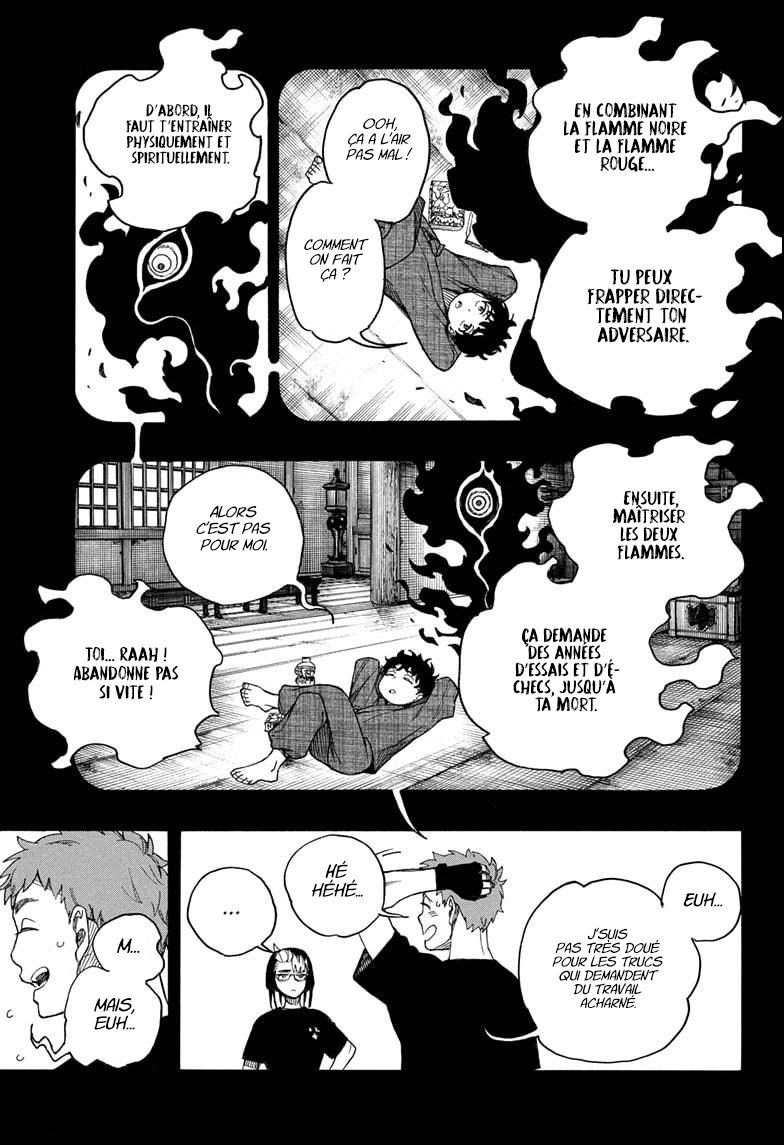 EN COMBINANT
LA FLAMME NOIRE
ET LA FLAMME
ROUGE...
TU PEUX
FRAPPER DIREC-
TEMENT TON
ADVERSAIRE.
OOH,
ÇA A L'AIR
PAS MAL !
COMMENT
ON FAIT
ÇA ?
D'ABORD, IL
FAUT T'ENTRAÎNER
PHYSIQUEMENT ET
SPIRITUELLEMENT.
ENSUITE,
MAÎTRISER
LES DEUX
FLAMMES.
ÇA DEMANDE
DES ANNÉES
D'ESSAIS ET D'É-
CHECS, JUSQU'À
TA MORT.
ALORS
C'EST PAS
POUR MOI.
TOI... RAAH !
ABANDONNE PAS
SI VITE !
EUH...
J'SUIS
PAS TRÈS DOUÉ
POUR LES TRUCS
QUI DEMANDENT
DU TRAVAIL
ACHARNÉ.
HÉ
HÉHÉ...
...
M...
MAIS,
EUH...